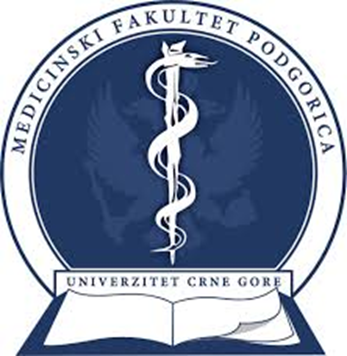 MEDICINSKI FAKULTET PODGORICA
UNIVERZITET CRNE GORE